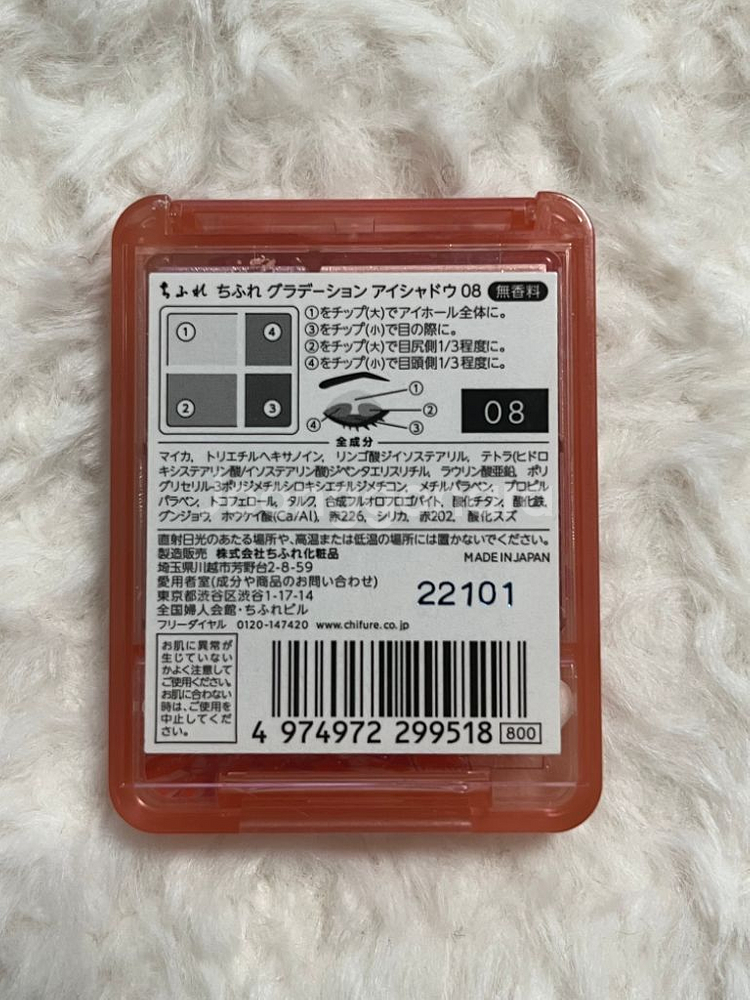 ちふれ ちふれ グラデーション アイシャドウ 08 無香料
①をチップ(大)でアイホール全体に。
③をチップ(小)で目の際に。
②をチップ(大)で目尻側1/3程度に。
④をチップ(小)で目頭側1/3程度に。
① ④
② ③
①
④ ②
③
08
全成分
マイカ, トリエチルヘキサノイン, リンゴ酸ジイソステアリル, テトラ(ヒドロ
キシステアリン酸/イソステアリン酸)ジペンタエリスリチル, ラウリン酸亜鉛, ポリ
グリセリル-3ポリジメチルシロキシエチルジメチコン, メチルパラベン, プロピル
パラベン, トコフェロール, タルク, 合成フルオロフロゴパイト, 酸化チタン, 酸化鉄,
グンジョウ, ホウケイ酸(Ca/Al), 赤226, シリカ, 赤202, 酸化スズ
直射日光のあたる場所や、高温または低温の場所には置かないでください。
製造販売 株式会社ちふれ化粧品 MADE IN JAPAN
埼玉県川越市芳野台2-8-59
愛用者室(成分や商品のお問い合わせ)
東京都渋谷区渋谷1-17-14
全国婦人会館・ちふれビル
フリーダイヤル 0120-147420 www.chifure.co.jp
22101
お肌に異常が
生じていない
かよく注意して
ご使用ください。
お肌に合わない
時は、ご使用を
中止してくだ
さい。
4 974972 299518 800